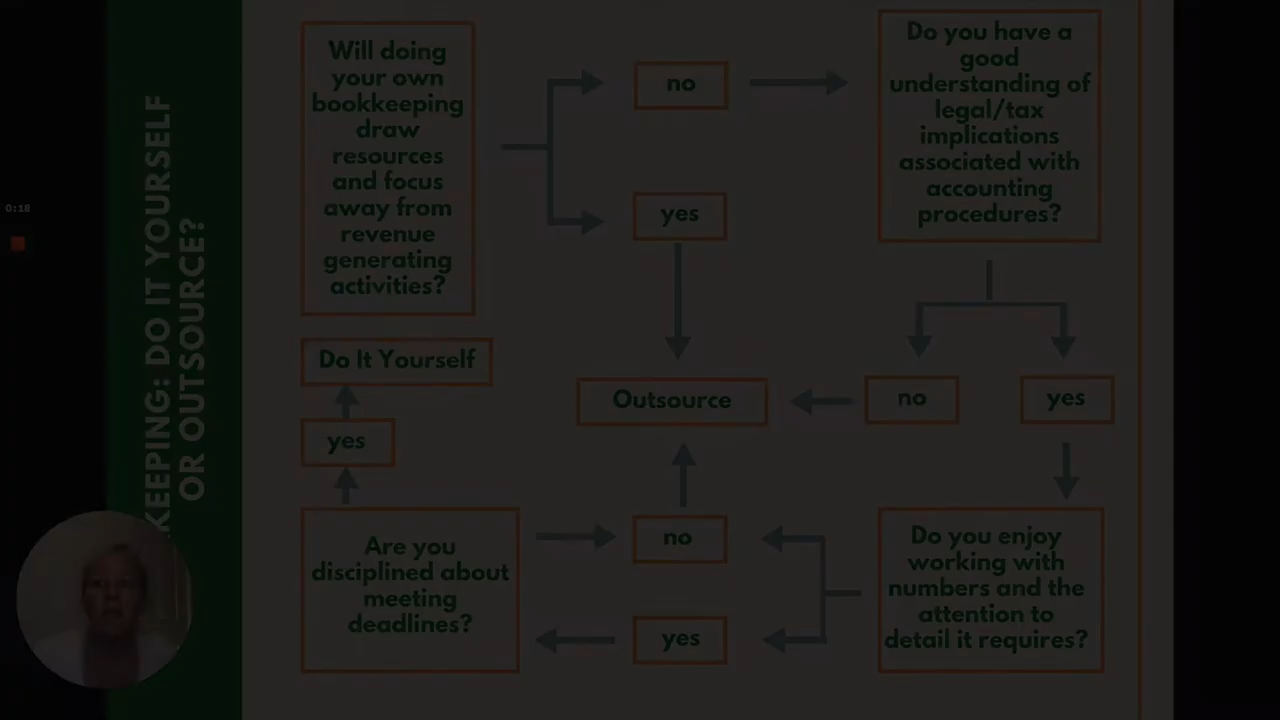 KEEPING: DO IT YOURSELF
OR OUTSOURCE?
0:18
Will doing
your own
bookkeeping
draw
resources
and focus
away from
revenue
generating
activities?
no
yes
Do you have a
good
understanding of
legal/tax
implications
associated with
accounting
procedures?
no
yes
Outsource
Do It Yourself
yes
Are you
disciplined about
meeting
deadlines?
no
yes
Do you enjoy
working with
numbers and the
attention to
detail it requires?